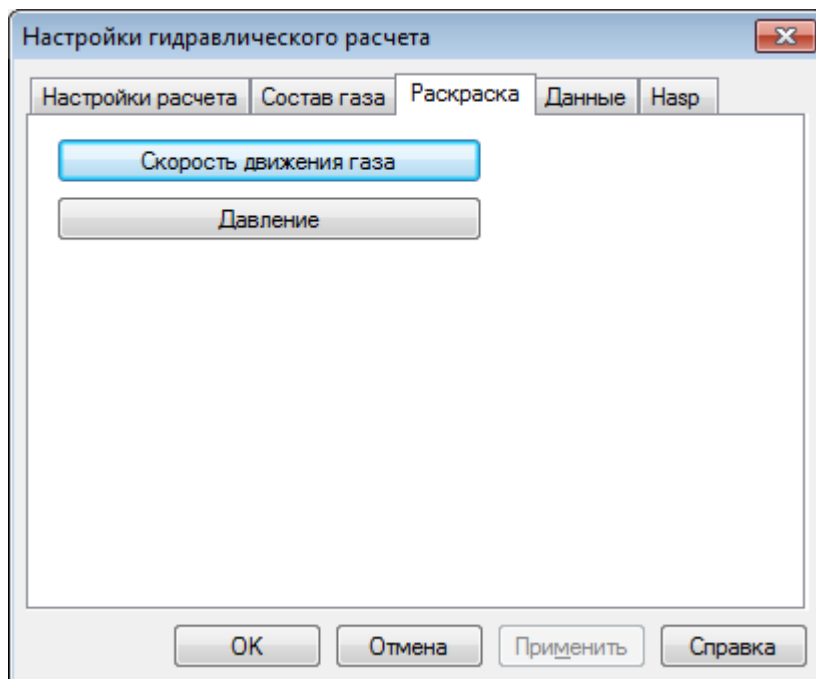 Настройки гидравлического расчета
Настройки расчета Состав газа Раскраска Данные Hasp
Скорость движения газа
Давление
OK Отмена Применить Справка